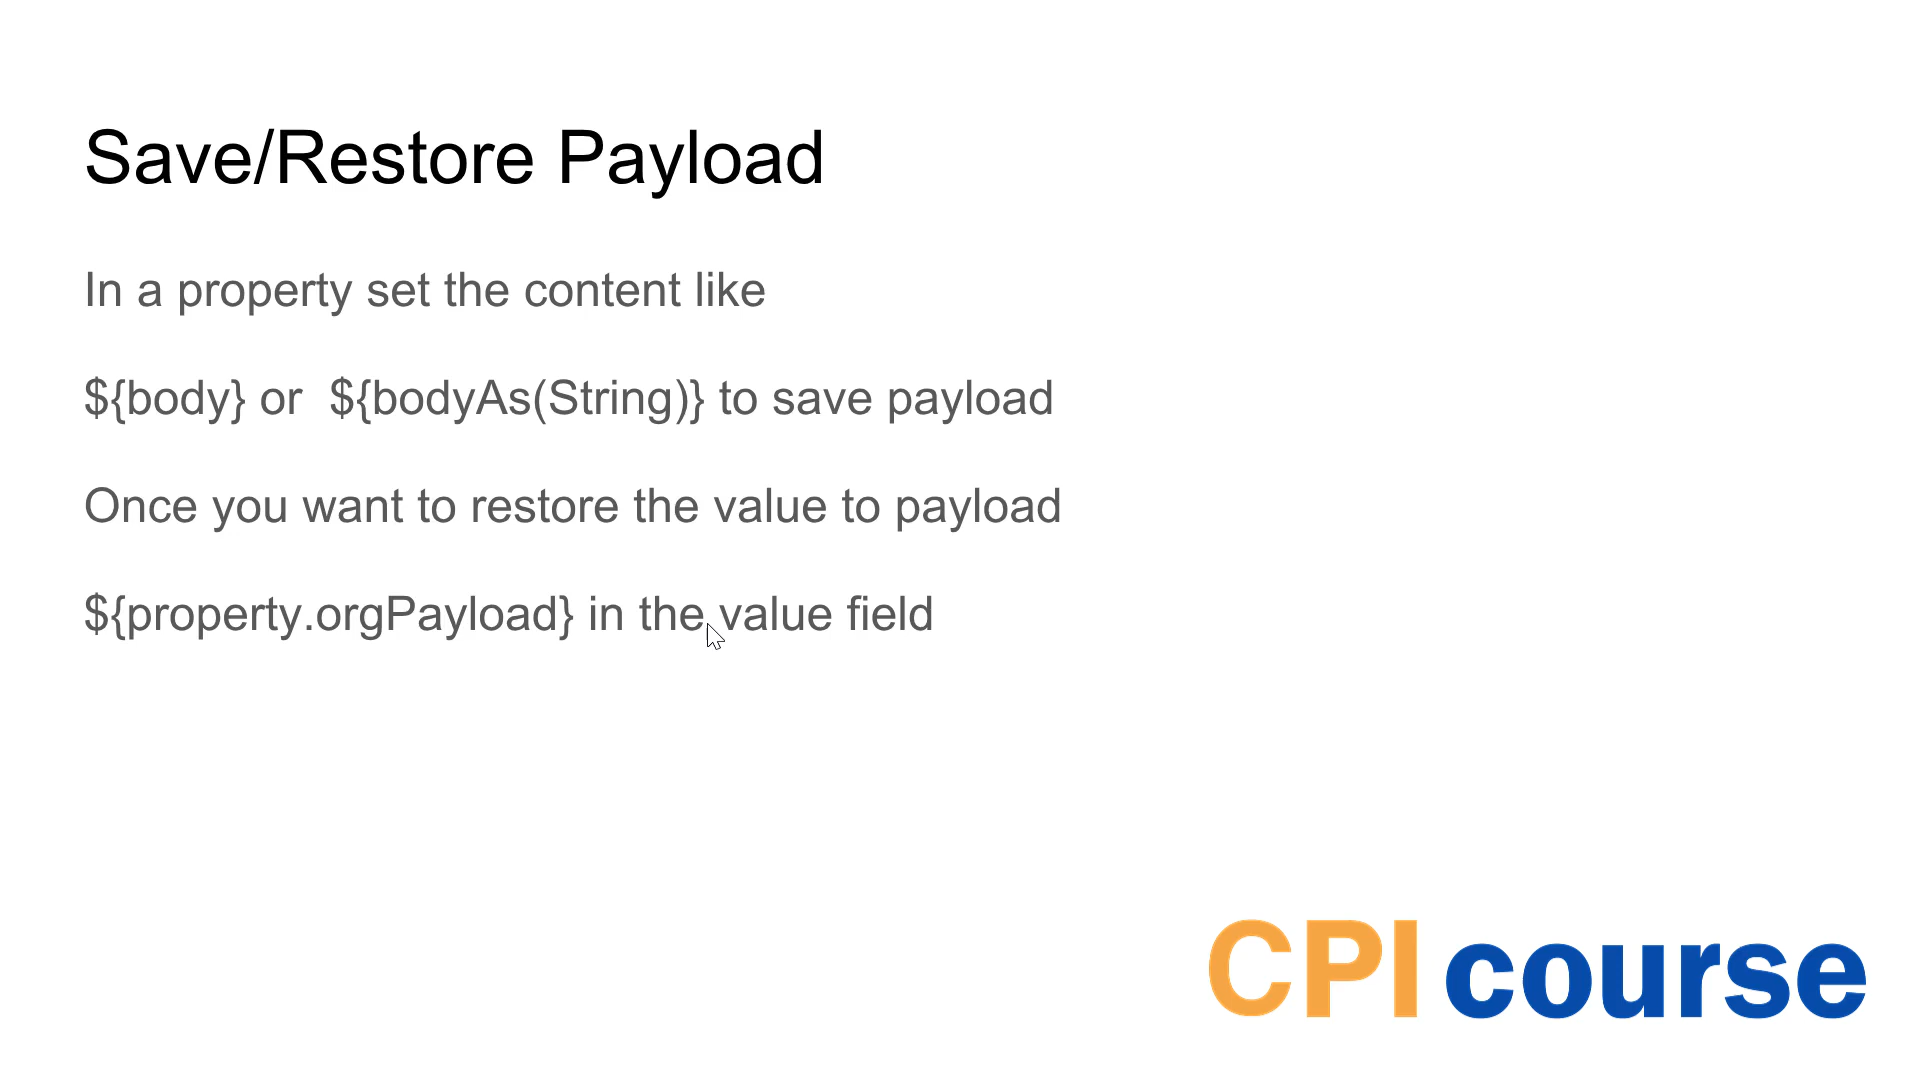 Save/Restore Payload
In a property set the content like
${body} or  ${bodyAs(String)} to save payload
Once you want to restore the value to payload
${property.orgPayload} in the value field
CPI course